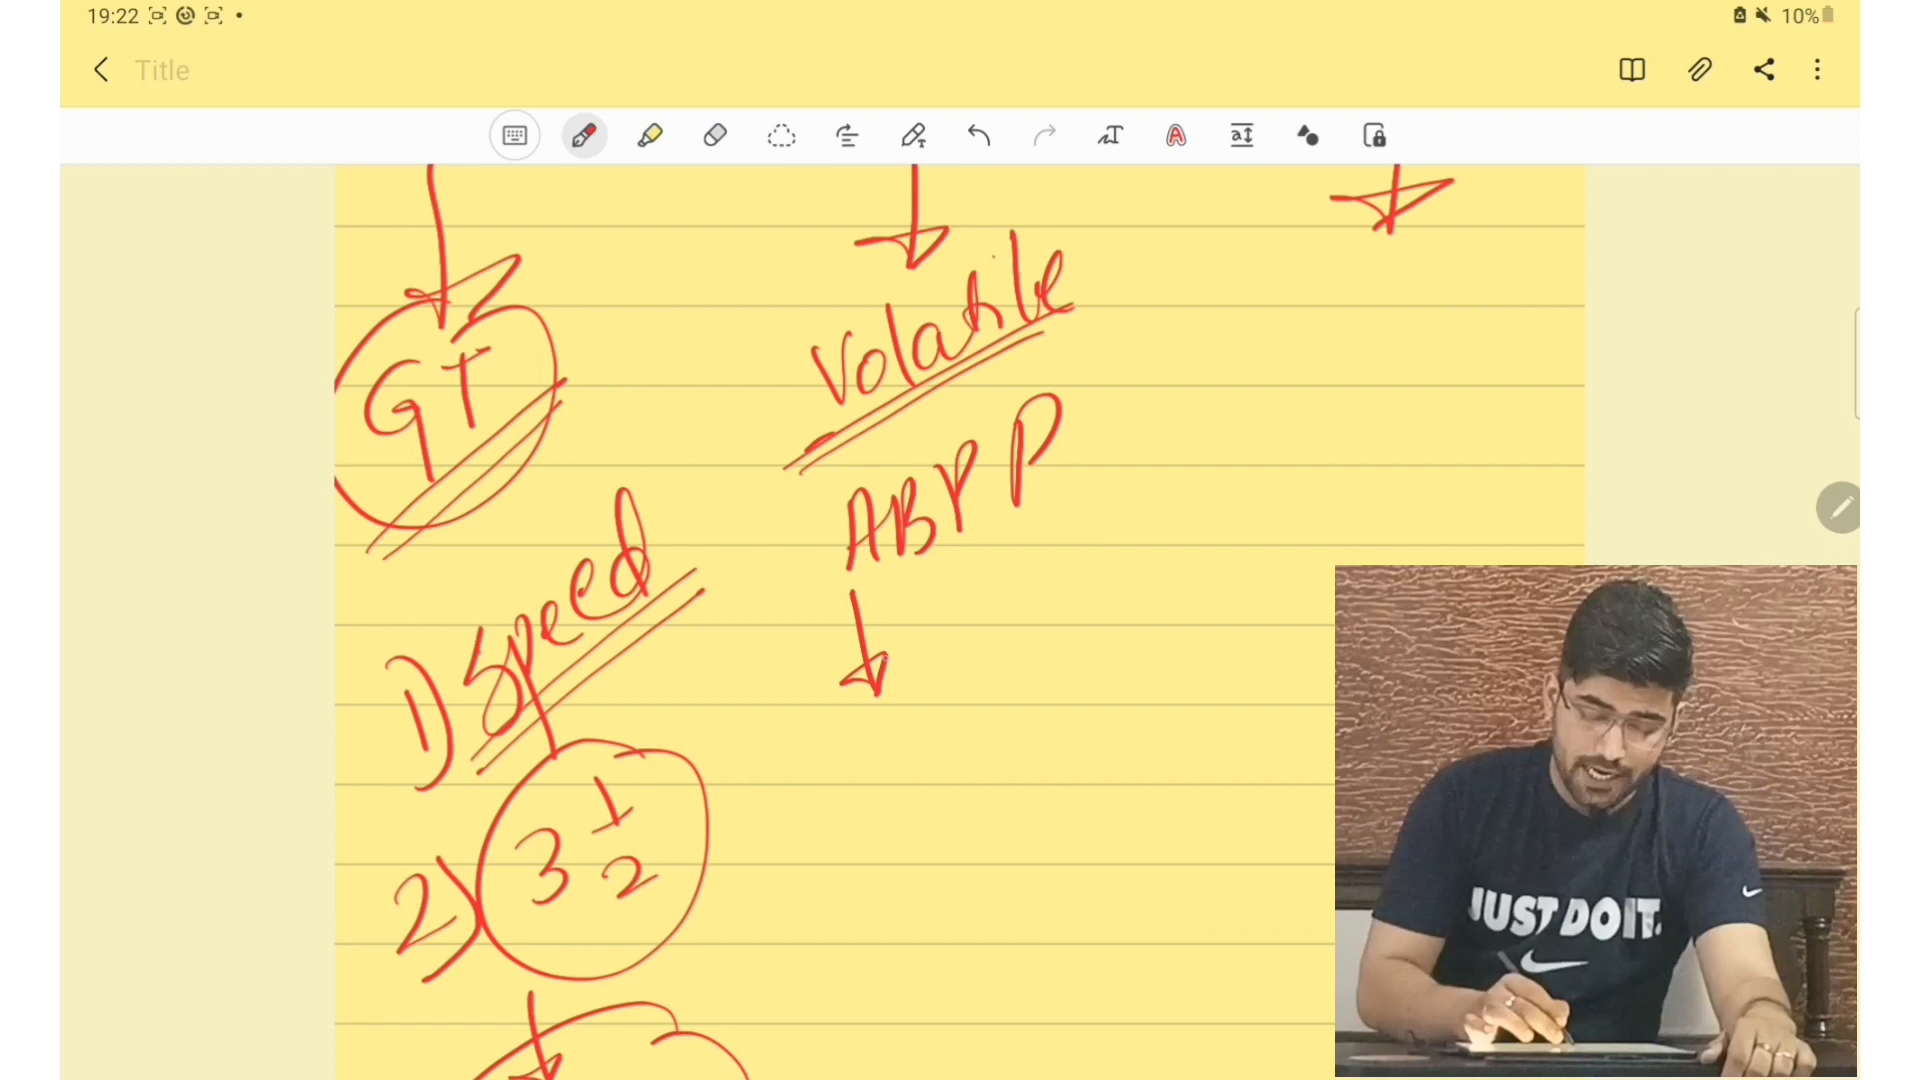 19:22
10%
Title
GT
Volatile
ABPP
1) Speed
2) 3 1/2
JUST DO IT.